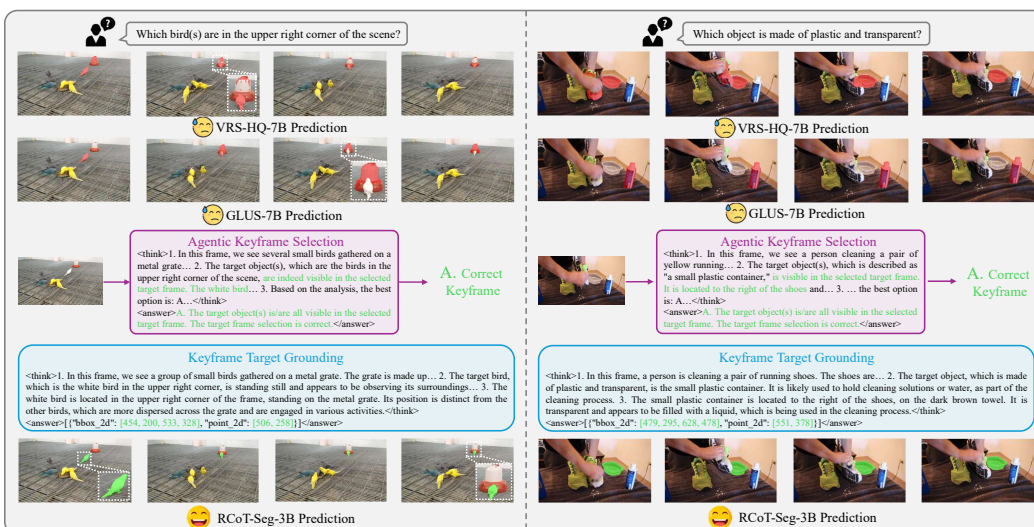 Which bird(s) are in the upper right corner of the scene?
VRS-HQ-7B Prediction
GLUS-7B Prediction
Agentic Keyframe Selection
<think>1. In this frame, we see several small birds gathered on a
metal grate… 2. The target object(s), which are the birds in the
upper right corner of the scene, are indeed visible in the selected
target frame. The white bird… 3. Based on the analysis, the best
option is: A…</think>
<answer>A. The target object(s) is/are all visible in the selected
target frame. The target frame selection is correct.</answer>
A. Correct
Keyframe
Keyframe Target Grounding
<think>1. In this frame, we see a group of small birds gathered on a metal grate. The grate is made up… 2. The target bird,
which is the white bird in the upper right corner, is standing still and appears to be observing its surroundings… 3. The
white bird is located in the upper right corner of the frame, standing on the metal grate. Its position is distinct from the
other birds, which are more dispersed across the grate and are engaged in various activities.</think>
<answer>[{"bbox_2d": [454, 200, 533, 328], "point_2d": [506, 258]}]</answer>
RCoT-Seg-3B Prediction
Which object is made of plastic and transparent?
VRS-HQ-7B Prediction
GLUS-7B Prediction
Agentic Keyframe Selection
<think>1. In this frame, we see a person cleaning a pair of
yellow running… 2. The target object(s), which is described as
"a small plastic container," is visible in the selected target frame.
It is located to the right of the shoes and… 3. … the best option
is: A…</think>
<answer>A. The target object(s) is/are all visible in the selected
target frame. The target frame selection is correct.</answer>
A. Correct
Keyframe
Keyframe Target Grounding
<think>1. In this frame, a person is cleaning a pair of running shoes. The shoes are… 2. The target object, which is made
of plastic and transparent, is the small plastic container. It is likely used to hold cleaning solutions or water, as part of the
cleaning process. 3. The small plastic container is located to the right of the shoes, on the dark brown towel. It is
transparent and appears to be filled with a liquid, which is being used in the cleaning process.</think>
<answer>[{"bbox_2d": [479, 295, 628, 478], "point_2d": [551, 378]}]</answer>
RCoT-Seg-3B Prediction